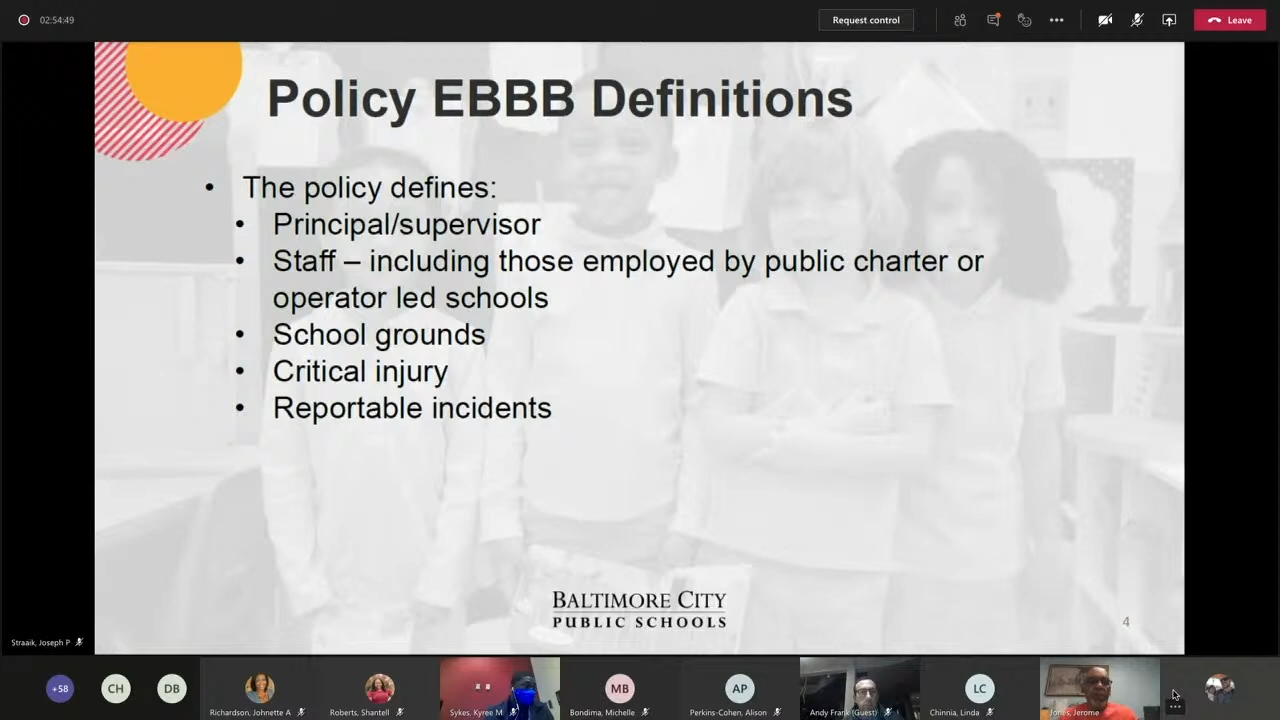 02:54:49
Request control
Leave
Policy EBBB Definitions
• The policy defines:
• Principal/supervisor
• Staff – including those employed by public charter or
operator led schools
• School grounds
• Critical injury
• Reportable incidents
BALTIMORE CITY
PUBLIC SCHOOLS
4
Straaik, Joseph P
+58
CH
DB
Richardson, Johnette A
Roberts, Shantell
Sykes, Kyree M
MB
Bondima, Michelle
AP
Perkins-Cohen, Alison
Andy Frank (Guest)
LC
Chinnia, Linda
Jones, Jerome